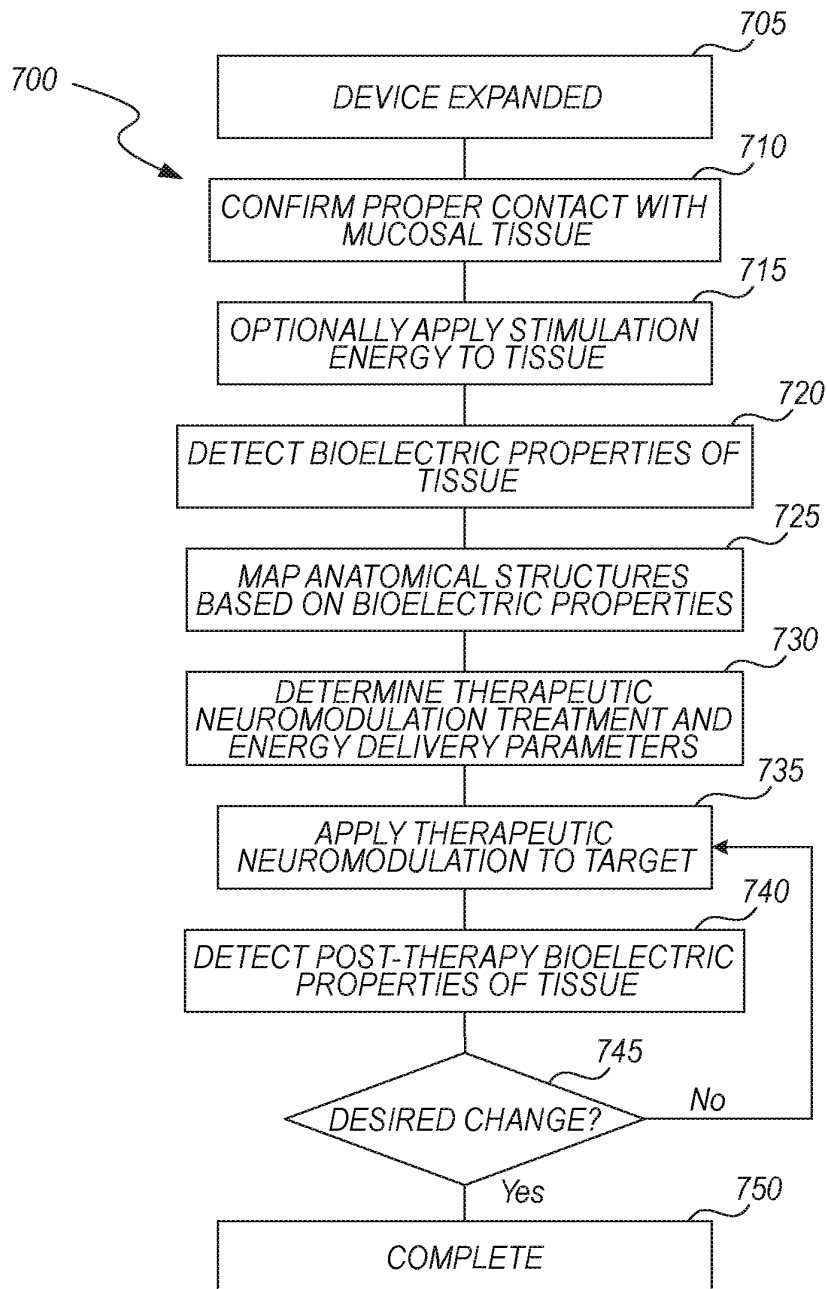 705
700
DEVICE EXPANDED
710
CONFIRM PROPER CONTACT WITH
MUCOSAL TISSUE
715
OPTIONALLY APPLY STIMULATION
ENERGY TO TISSUE
720
DETECT BIOELECTRIC PROPERTIES OF
TISSUE
725
MAP ANATOMICAL STRUCTURES
BASED ON BIOELECTRIC PROPERTIES
730
DETERMINE THERAPEUTIC
NEUROMODULATION TREATMENT AND
ENERGY DELIVERY PARAMETERS
735
APPLY THERAPEUTIC
NEUROMODULATION TO TARGET
740
DETECT POST-THERAPY BIOELECTRIC
PROPERTIES OF TISSUE
745
DESIRED CHANGE?
No
Yes
750
COMPLETE